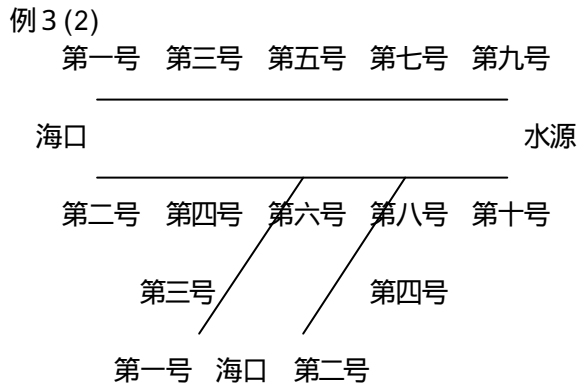 例3(2)
第一号 第三号 第五号 第七号 第九号
海口 水源
第二号 第四号 第六号 第八号 第十号
第三号 第四号
第一号 海口 第二号